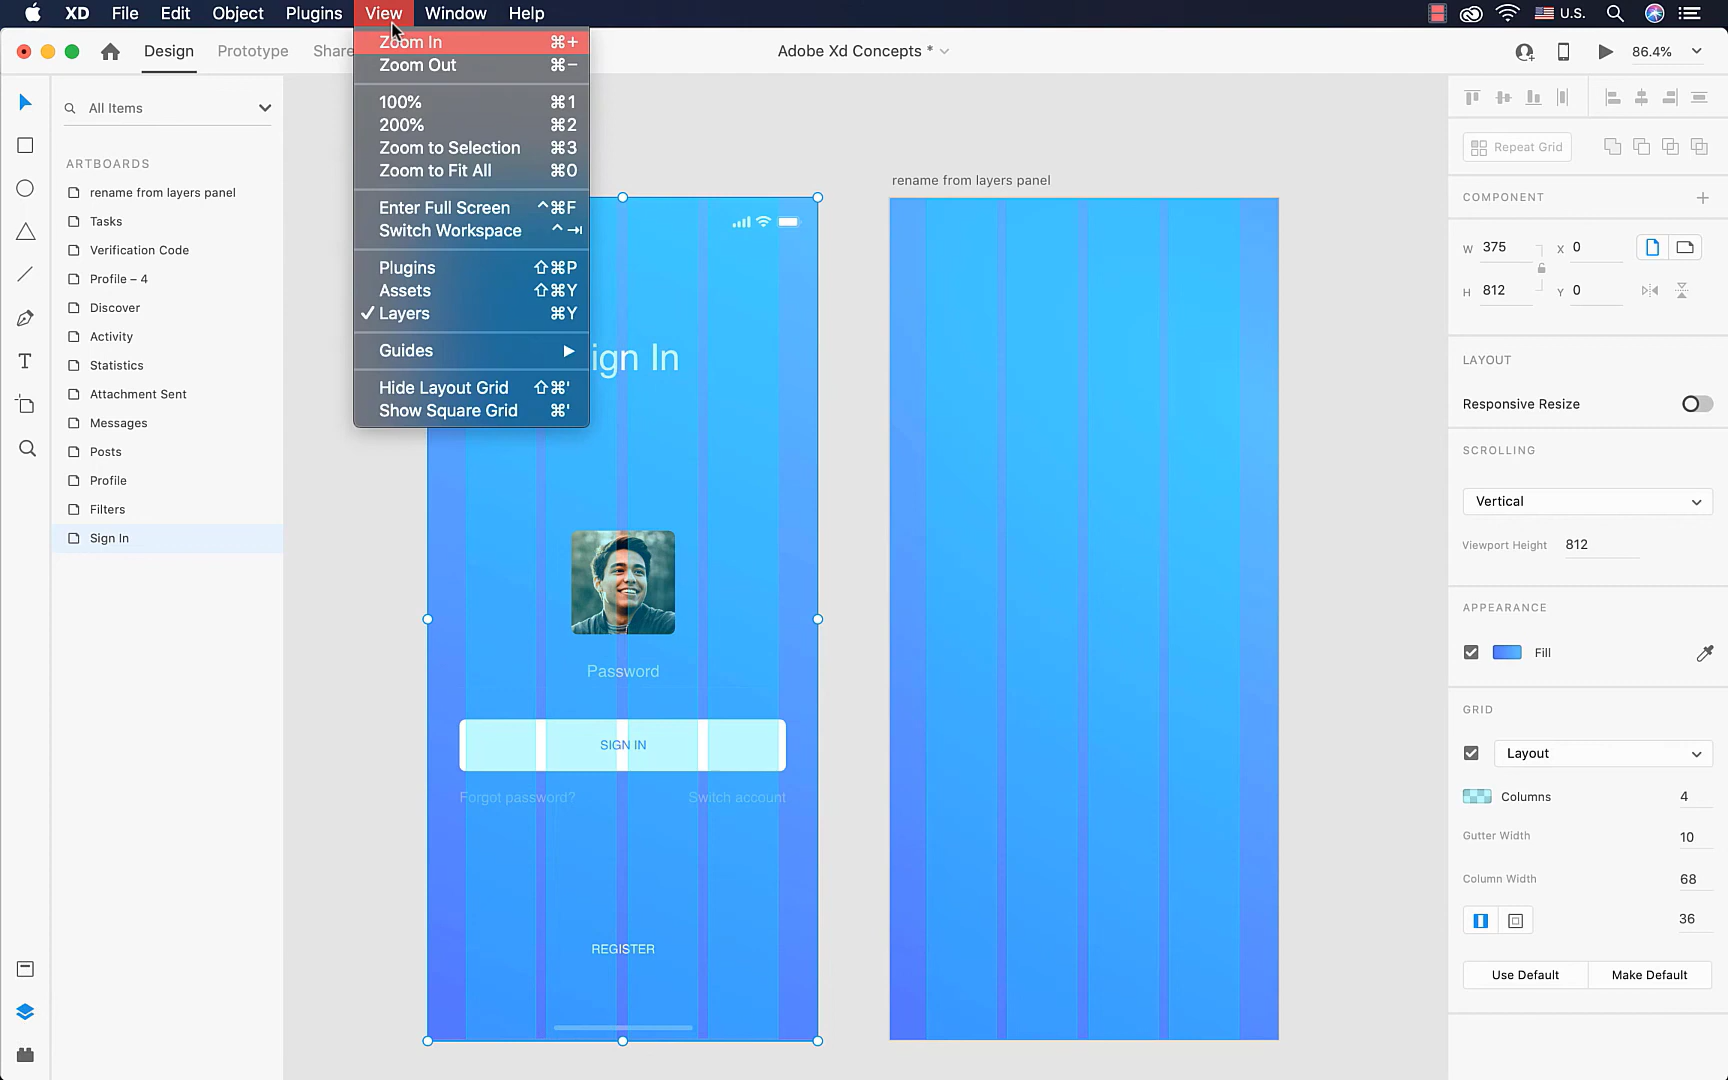 XD File Edit Object Plugins View Window Help U.S.
Design Prototype Share Adobe Xd Concepts * 86.4%
Zoom In ⌘+
Zoom Out ⌘−
100% ⌘1
200% ⌘2
Zoom to Selection ⌘3
Zoom to Fit All ⌘0
Enter Full Screen ^⌘F
Switch Workspace ^⇥
Plugins ⇧⌘P
Assets ⇧⌘Y
✓ Layers ⌘Y
Guides ▶
Hide Layout Grid ⇧⌘'
Show Square Grid ⌘'
All Items
ARTBOARDS
rename from layers panel
Tasks
Verification Code
Profile – 4
Discover
Activity
Statistics
Attachment Sent
Messages
Posts
Profile
Filters
Sign In
ign In
Password
SIGN IN
Forgot password? Switch account
REGISTER
rename from layers panel
Repeat Grid
COMPONENT
W 375 X 0
H 812 Y 0
LAYOUT
Responsive Resize
SCROLLING
Vertical
Viewport Height 812
APPEARANCE
Fill
GRID
Layout
Columns 4
Gutter Width 10
Column Width 68
36
Use Default Make Default